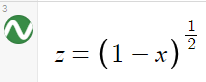 3
z = (1 − x)^{1/2}